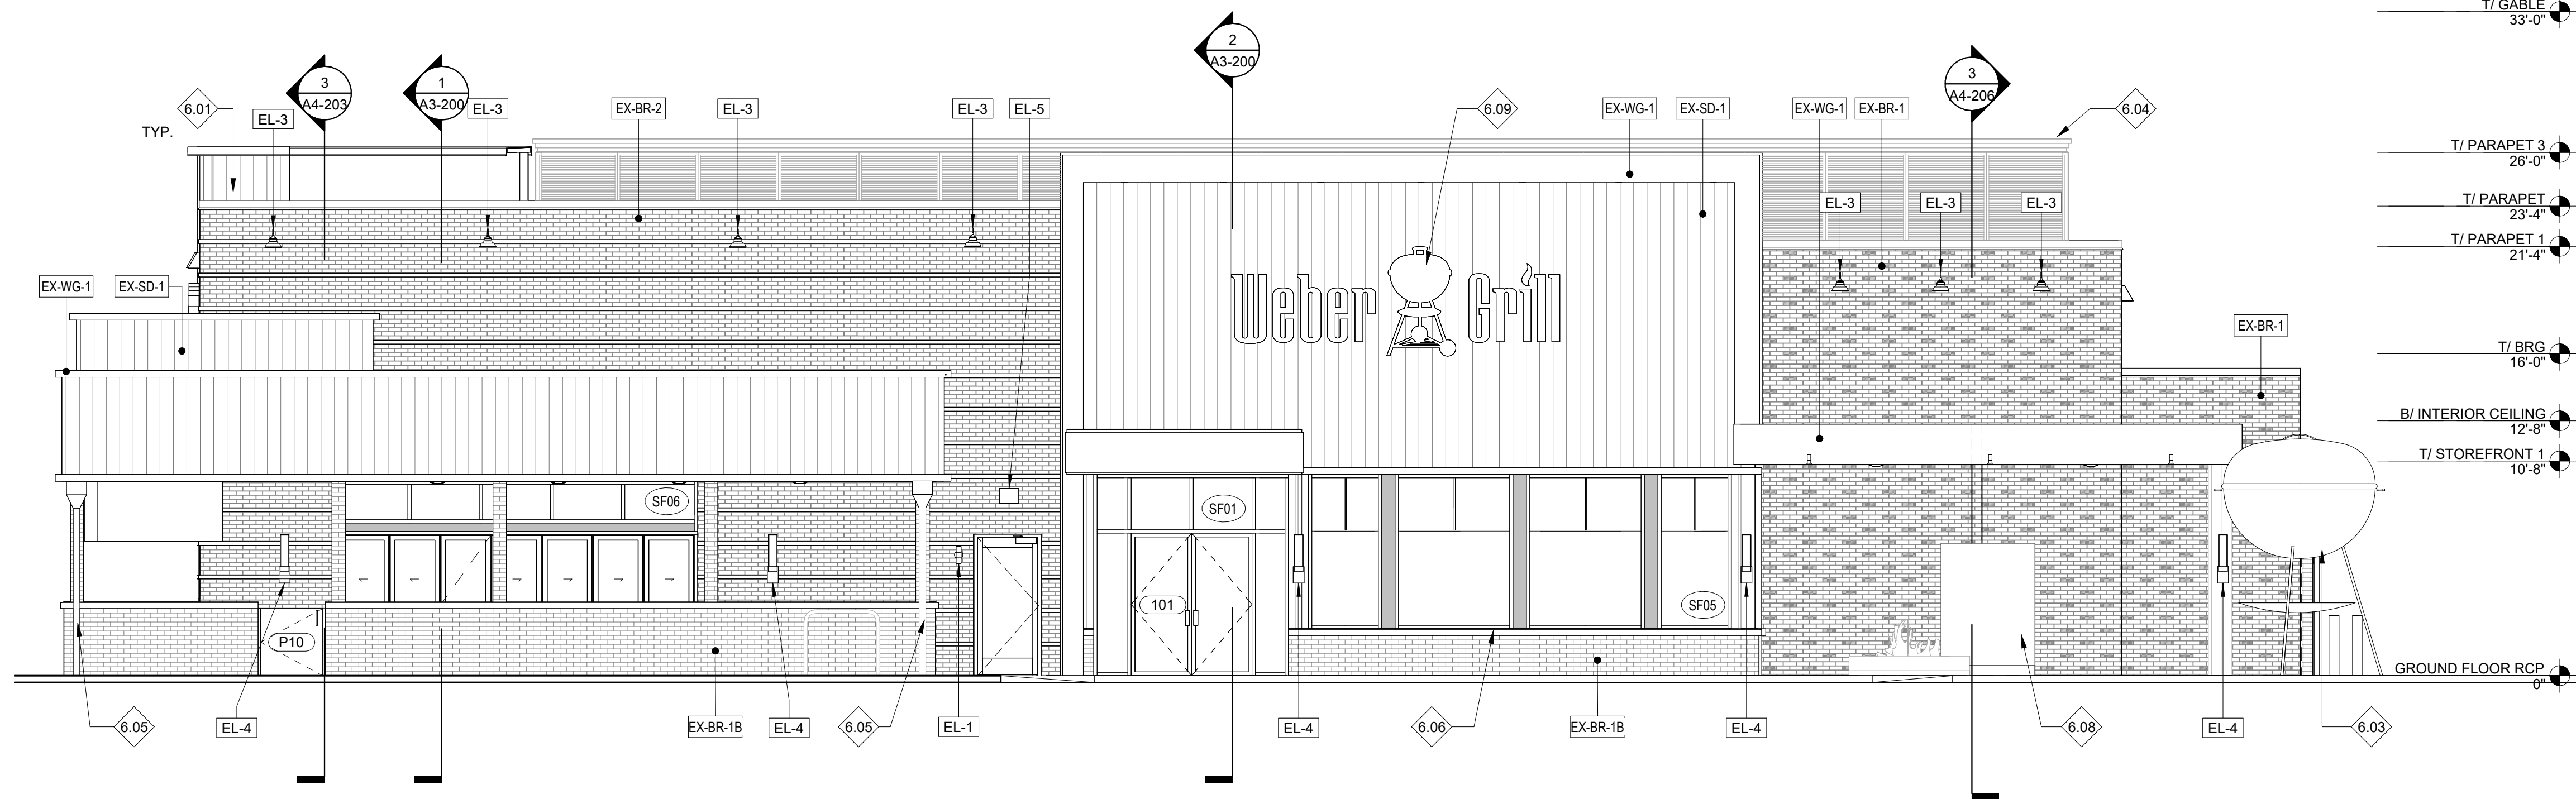 T/ GABLE
33'-0"
2
A3-200
3
A4-203
1
A3-200
3
A4-206
6.01
TYP.
EL-3
EL-3
EX-BR-2
EL-3
EL-3
EL-5
6.09
EX-WG-1
EX-SD-1
EX-WG-1
EX-BR-1
6.04
T/ PARAPET 3
26'-0"
T/ PARAPET
23'-4"
EL-3
EL-3
EL-3
T/ PARAPET 1
21'-4"
EX-WG-1
EX-SD-1
Weber Grill
EX-BR-1
T/ BRG
16'-0"
B/ INTERIOR CEILING
12'-8"
T/ STOREFRONT 1
10'-8"
SF06
SF01
101
SF05
P10
GROUND FLOOR RCP
0"
6.05
EL-4
EX-BR-1B
EL-4
6.05
EL-1
EL-4
6.06
EX-BR-1B
EL-4
6.08
EL-4
6.03